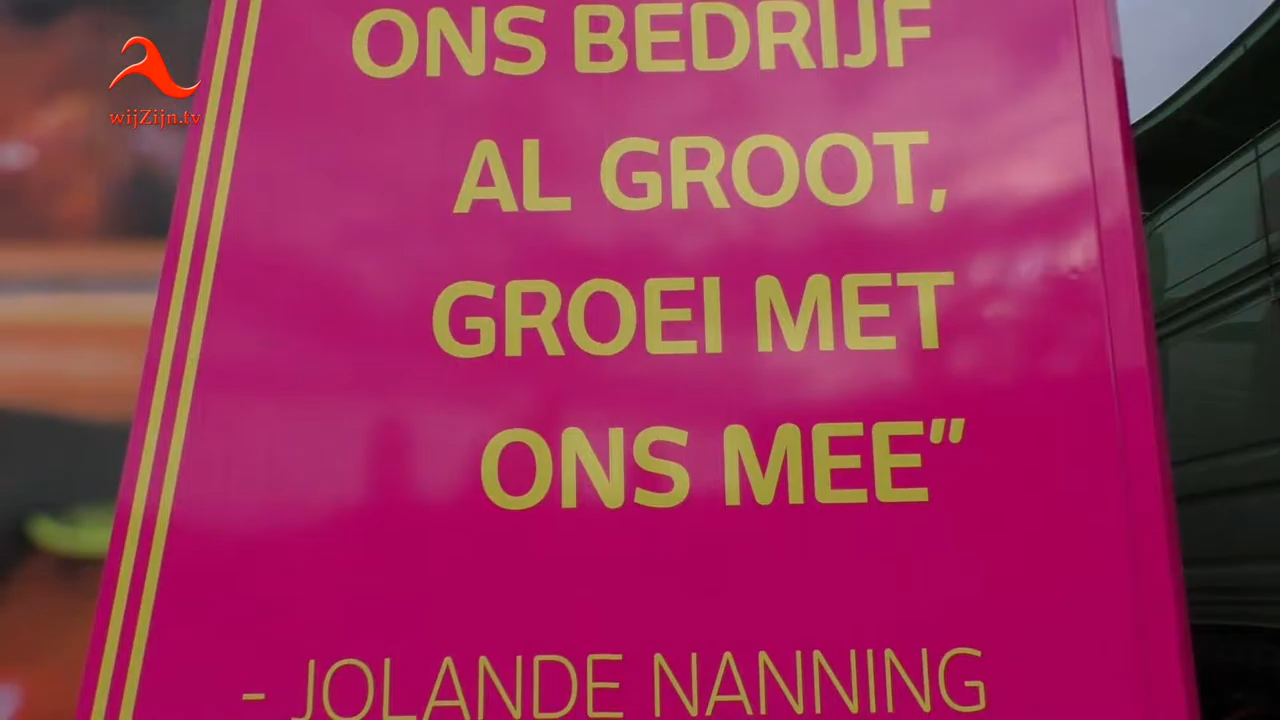 wijZijn.tv
ONS BEDRIJF
AL GROOT,
GROEI MET
ONS MEE”
- JOLANDE NANNING